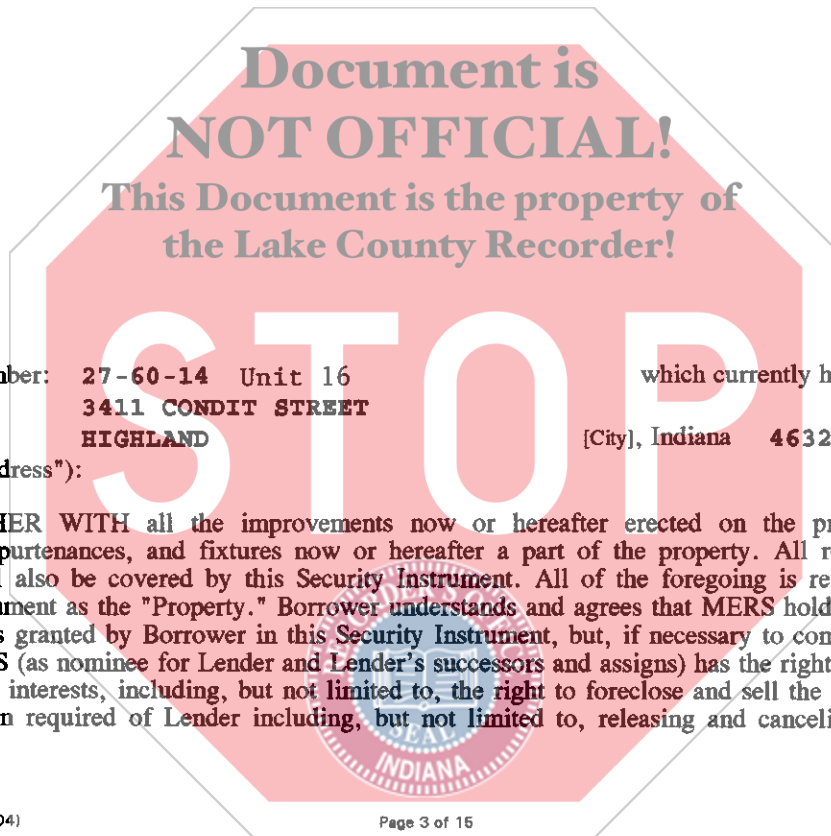 Document is
NOT OFFICIAL!
This Document is the property of
the Lake County Recorder!
STOP
nber: 27-60-14 Unit 16 which currently h
3411 CONDIT STREET
HIGHLAND [City], Indiana 4632
dress"):
HER WITH all the improvements now or hereafter erected on the pr
purtenances, and fixtures now or hereafter a part of the property. All r
l also be covered by this Security Instrument. All of the foregoing is re
ument as the "Property." Borrower understands and agrees that MERS hold
s granted by Borrower in this Security Instrument, but, if necessary to con
S (as nominee for Lender and Lender's successors and assigns) has the right
interests, including, but not limited to, the right to foreclose and sell the
n required of Lender including, but not limited to, releasing and canceli
RECORDER'S OFFICE
SEAL
INDIANA
04)
Page 3 of 15